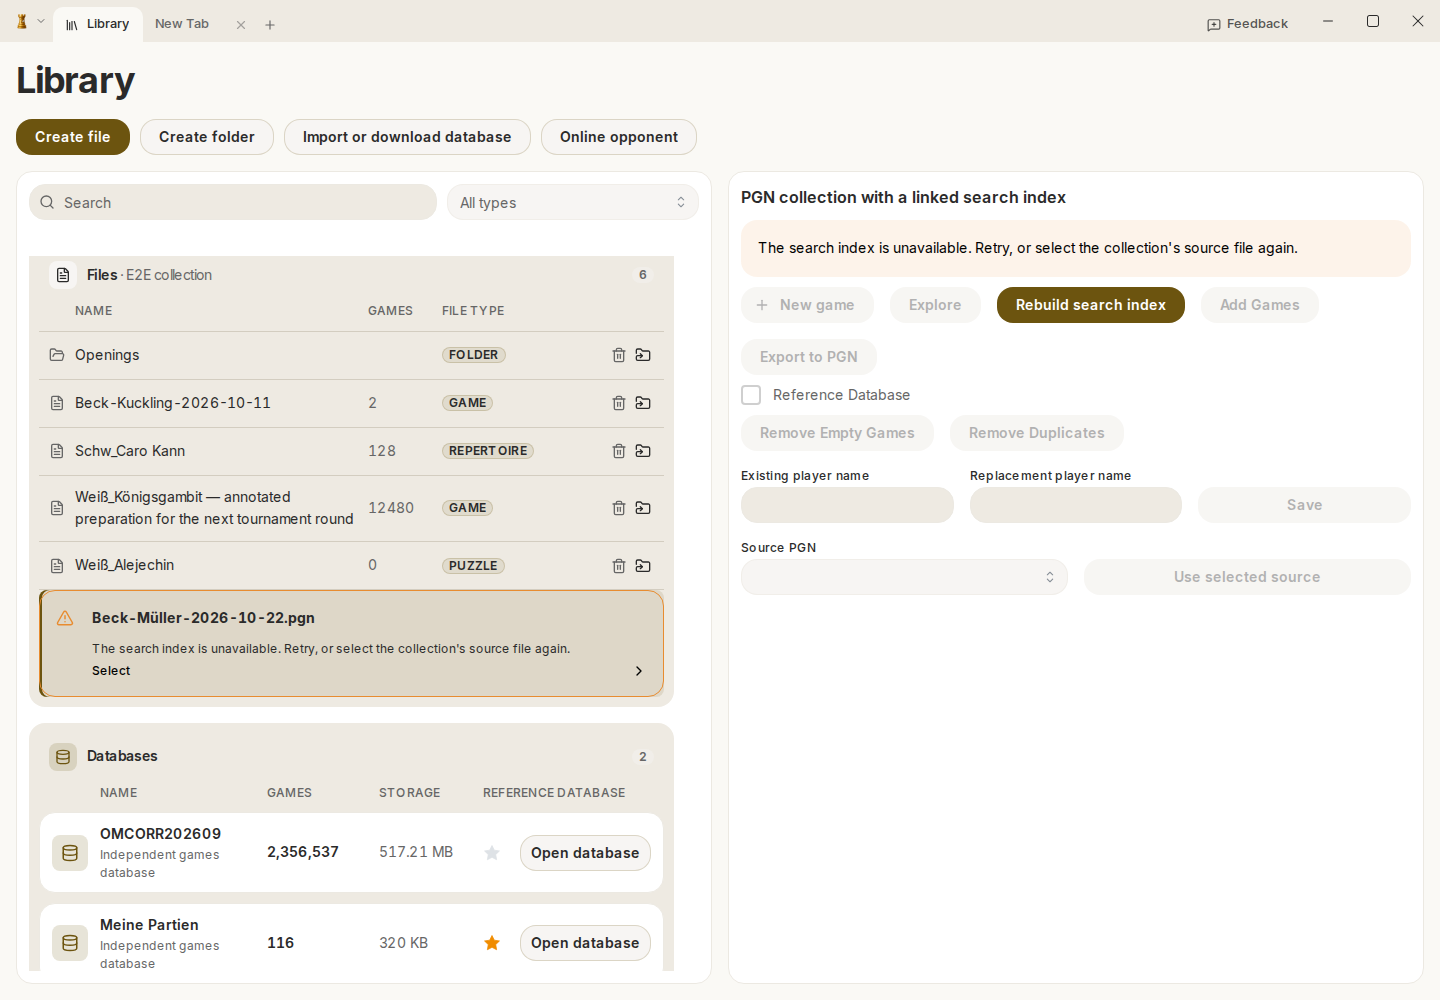 Library
New Tab
Feedback
Library
Create file
Create folder
Import or download database
Online opponent
Search
All types
Files · E2E collection
6
NAME
GAMES
FILE TYPE
Openings
FOLDER
Beck-Kuckling-2026-10-11
2
GAME
Schw_Caro Kann
128
REPERTOIRE
Weiß_Königsgambit — annotated
preparation for the next tournament round
12480
GAME
Weiß_Alejechin
0
PUZZLE
Beck-Müller-2026-10-22.pgn
The search index is unavailable. Retry, or select the collection's source file again.
Select
Databases
2
NAME
GAMES
STORAGE
REFERENCE DATABASE
OMCORR202609
Independent games
database
2,356,537
517.21 MB
Open database
Meine Partien
Independent games
database
116
320 KB
Open database
PGN collection with a linked search index
The search index is unavailable. Retry, or select the collection's source file again.
New game
Explore
Rebuild search index
Add Games
Export to PGN
Reference Database
Remove Empty Games
Remove Duplicates
Existing player name
Replacement player name
Save
Source PGN
Use selected source